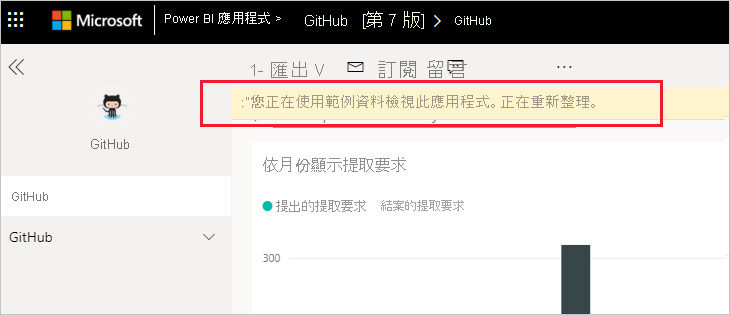 Microsoft Power BI 應用程式 > GitHub [第 7 版] > GitHub
1- 匯出 V 訂閱 留言 ...
:"您正在使用範例資料檢視此應用程式。正在重新整理。
GitHub
依月份顯示提取要求
GitHub
提出的提取要求 結案的提取要求
GitHub
300